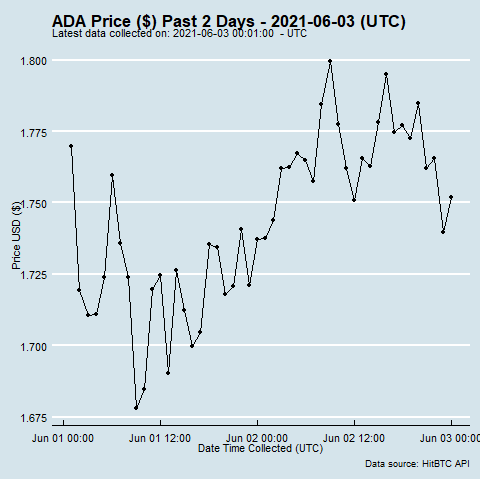 ADA Price ($) Past 2 Days - 2021-06-03 (UTC)
Latest data collected on: 2021-06-03 00:01:00 - UTC
1.800
1.775
1.750
1.725
1.700
1.675
Price USD ($)
Jun 01 00:00 Jun 01 12:00 Jun 02 00:00 Jun 02 12:00 Jun 03 00:00
Date Time Collected (UTC)
Data source: HitBTC API